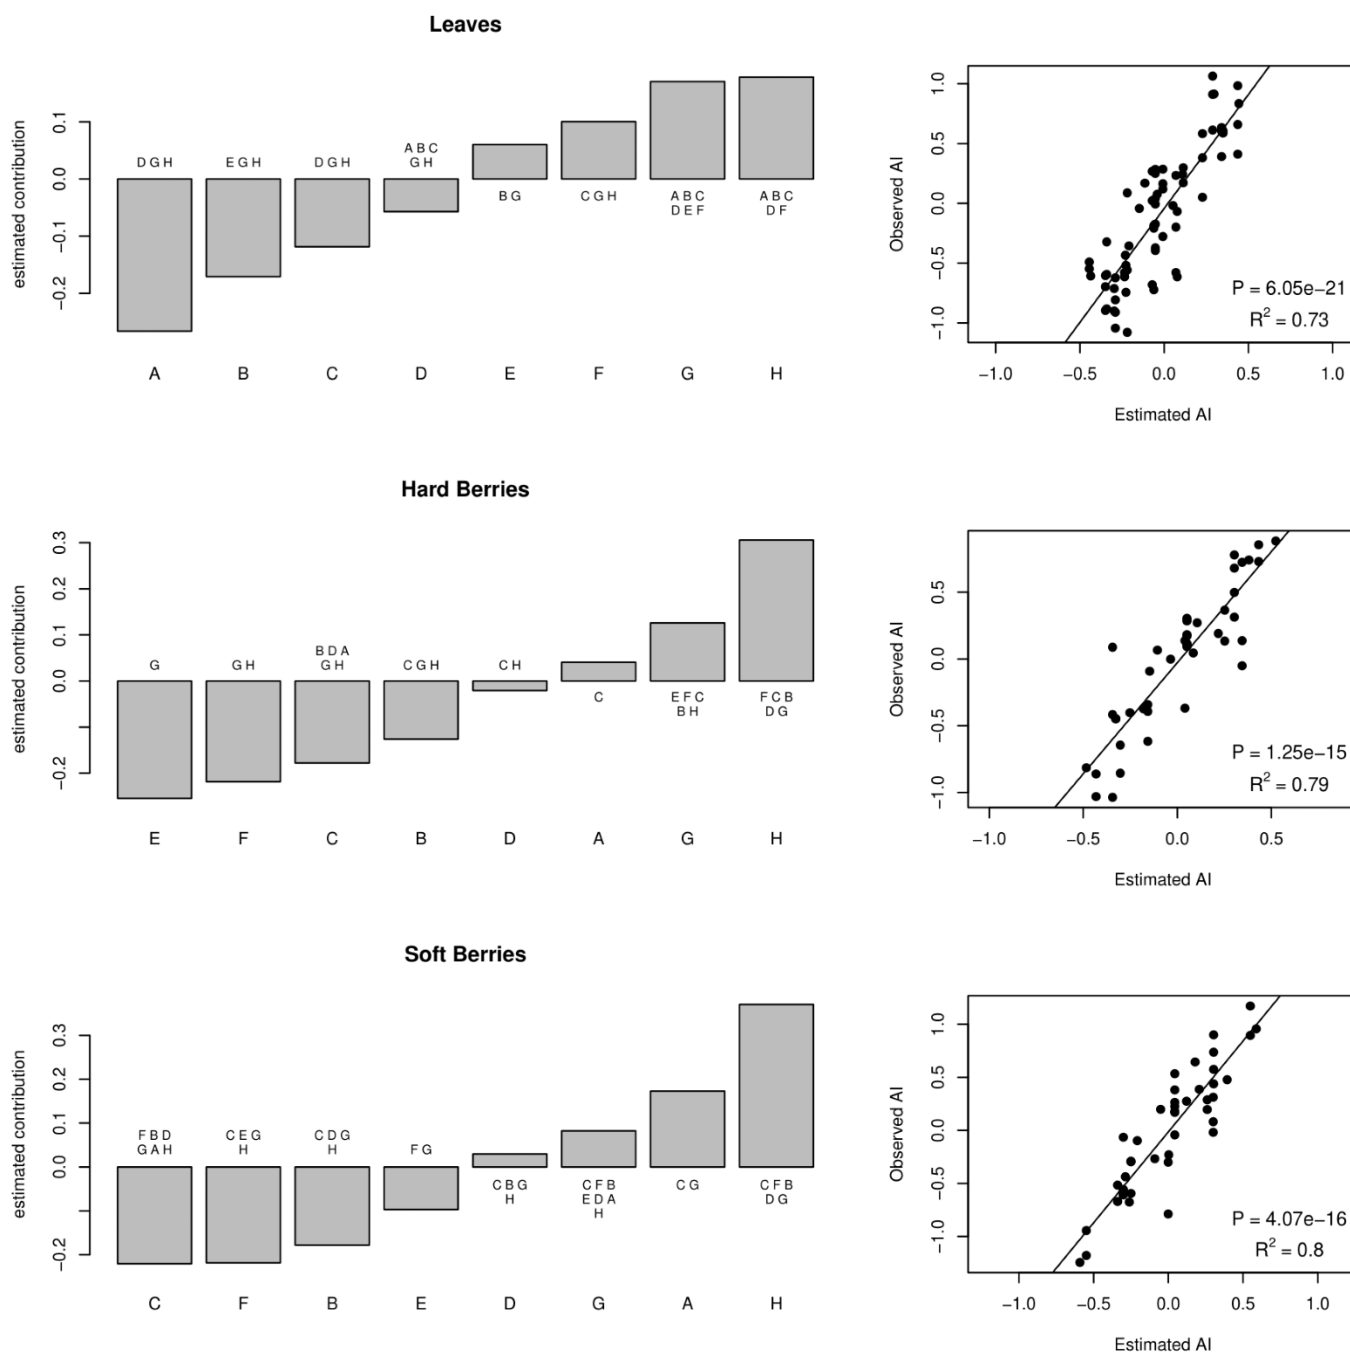 Leaves
estimated contribution
0.1
0.0
−0.1
−0.2
D G H
E G H
D G H
A B C
G H
B G
C G H
A B C
D E F
A B C
D F
A B C D E F G H
Observed AI
1.0
0.5
0.0
−0.5
−1.0
P = 6.05e−21
R2 = 0.73
−1.0 −0.5 0.0 0.5 1.0
Estimated AI
Hard Berries
estimated contribution
0.3
0.2
0.1
0.0
−0.2
G
G H
B D A
G H
C G H
C H
C
E F C
B H
F C B
D G
E F C B D A G H
Observed AI
0.5
0.0
−0.5
−1.0
P = 1.25e−15
R2 = 0.79
−1.0 −0.5 0.0 0.5
Estimated AI
Soft Berries
estimated contribution
0.3
0.2
0.1
0.0
−0.2
F B D
G A H
C E G
H
C D G
H
F G
C B G
H
C F B
E D A
H
C G
C F B
D G
C F B E D G A H
Observed AI
1.0
0.5
0.0
−0.5
−1.0
P = 4.07e−16
R2 = 0.8
−1.0 −0.5 0.0 0.5 1.0
Estimated AI